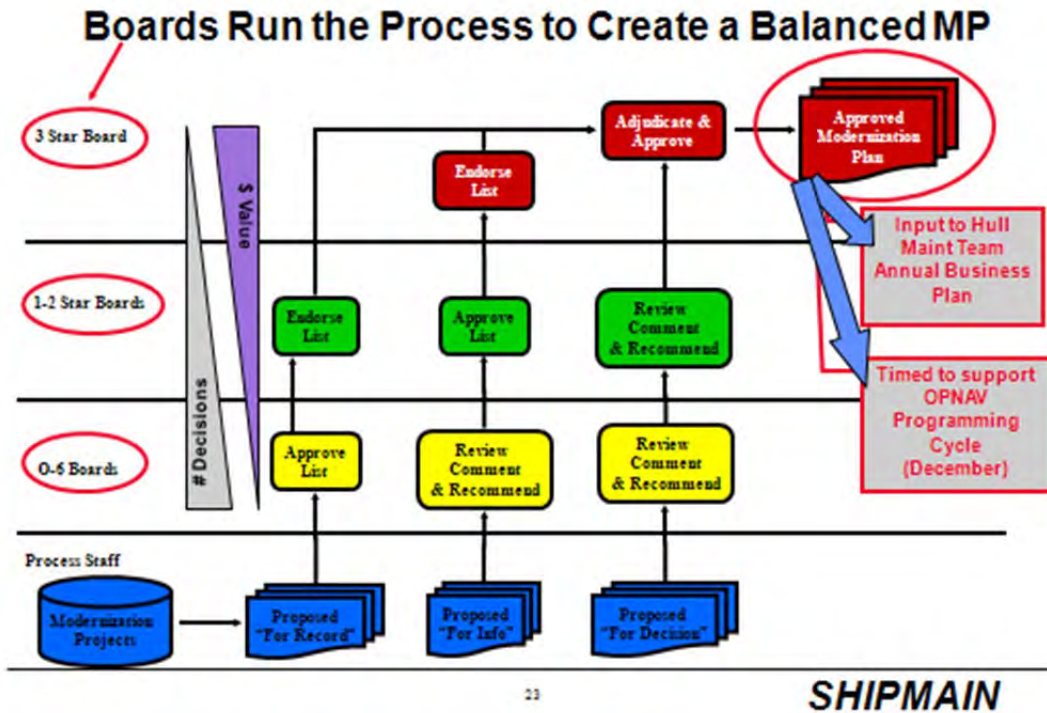 Boards Run the Process to Create a Balanced MP
3 Star Board
$ Value
Adjudicate &
Approve
Approved
Modernization
Plan
Endorse
List
Input to Hull
Maint Team
Annual Business
Plan
1-2 Star Boards
Endorse
List
Approve
List
Review
Comment
& Recommend
Timed to support
OPNAV
Programming
Cycle
(December)
# Decisions
O-6 Boards
Approve
List
Review
Comment
& Recommend
Review
Comment
& Recommend
Process Staff
Modernization
Projects
Proposed
"For Record"
Proposed
"For Info"
Proposed
"For Decision"
23
SHIPMAIN